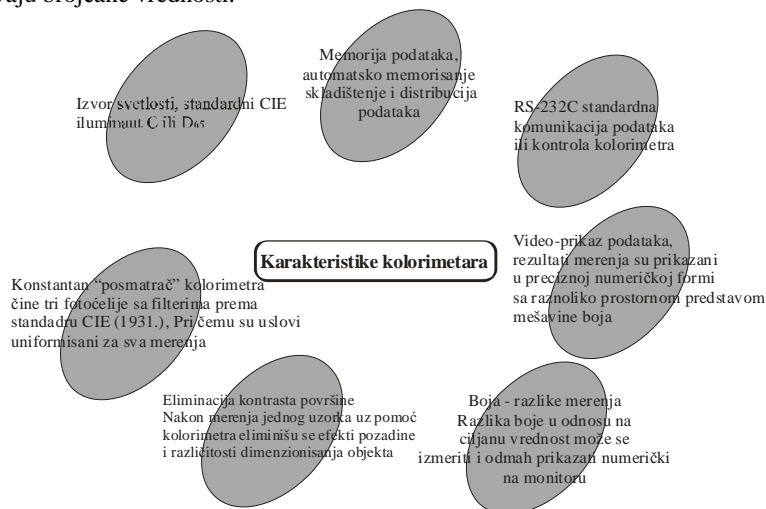 vaju brojčane vrednosti.
Memorija podataka,
automatsko memorisanje
skladištenje i distribucija
podataka
Izvor svetlosti, standardni CIE
iluminaut C ili D65
RS-232C standardna
komunikacija podataka
ili kontrola kolorimetra
Karakteristike kolorimetara
Video-prikaz podataka,
rezultati merenja su prikazani
u preciznoj numeričkoj formi
sa raznoliko prostornom predstavom
mešavine boja
Konstantan “posmatrač” kolorimetra
čine tri fotoćelije sa filterima prema
standadru CIE (1931.), Pri čemu su uslovi
uniformisani za sva merenja
Eliminacija kontrasta površine
Nakon merenja jednog uzorka uz pomoć
kolorimetra eliminišu se efekti pozadine
i različitosti dimenzionisanja objekta
Boja - razlike merenja
Razlika boje u odnosu na
ciljanu vrednost može se
izmeriti i odmah prikazati numerički
na monitoru